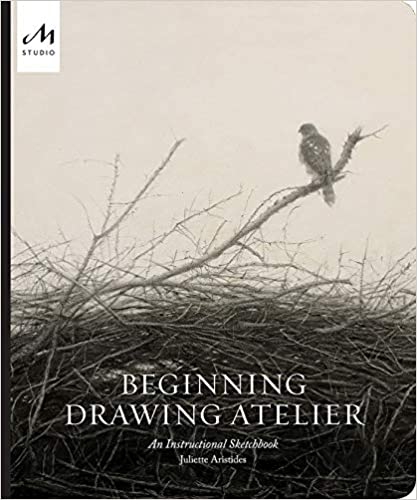 M
STUDIO
BEGINNING
DRAWING ATELIER
An Instructional Sketchbook
Juliette Aristides